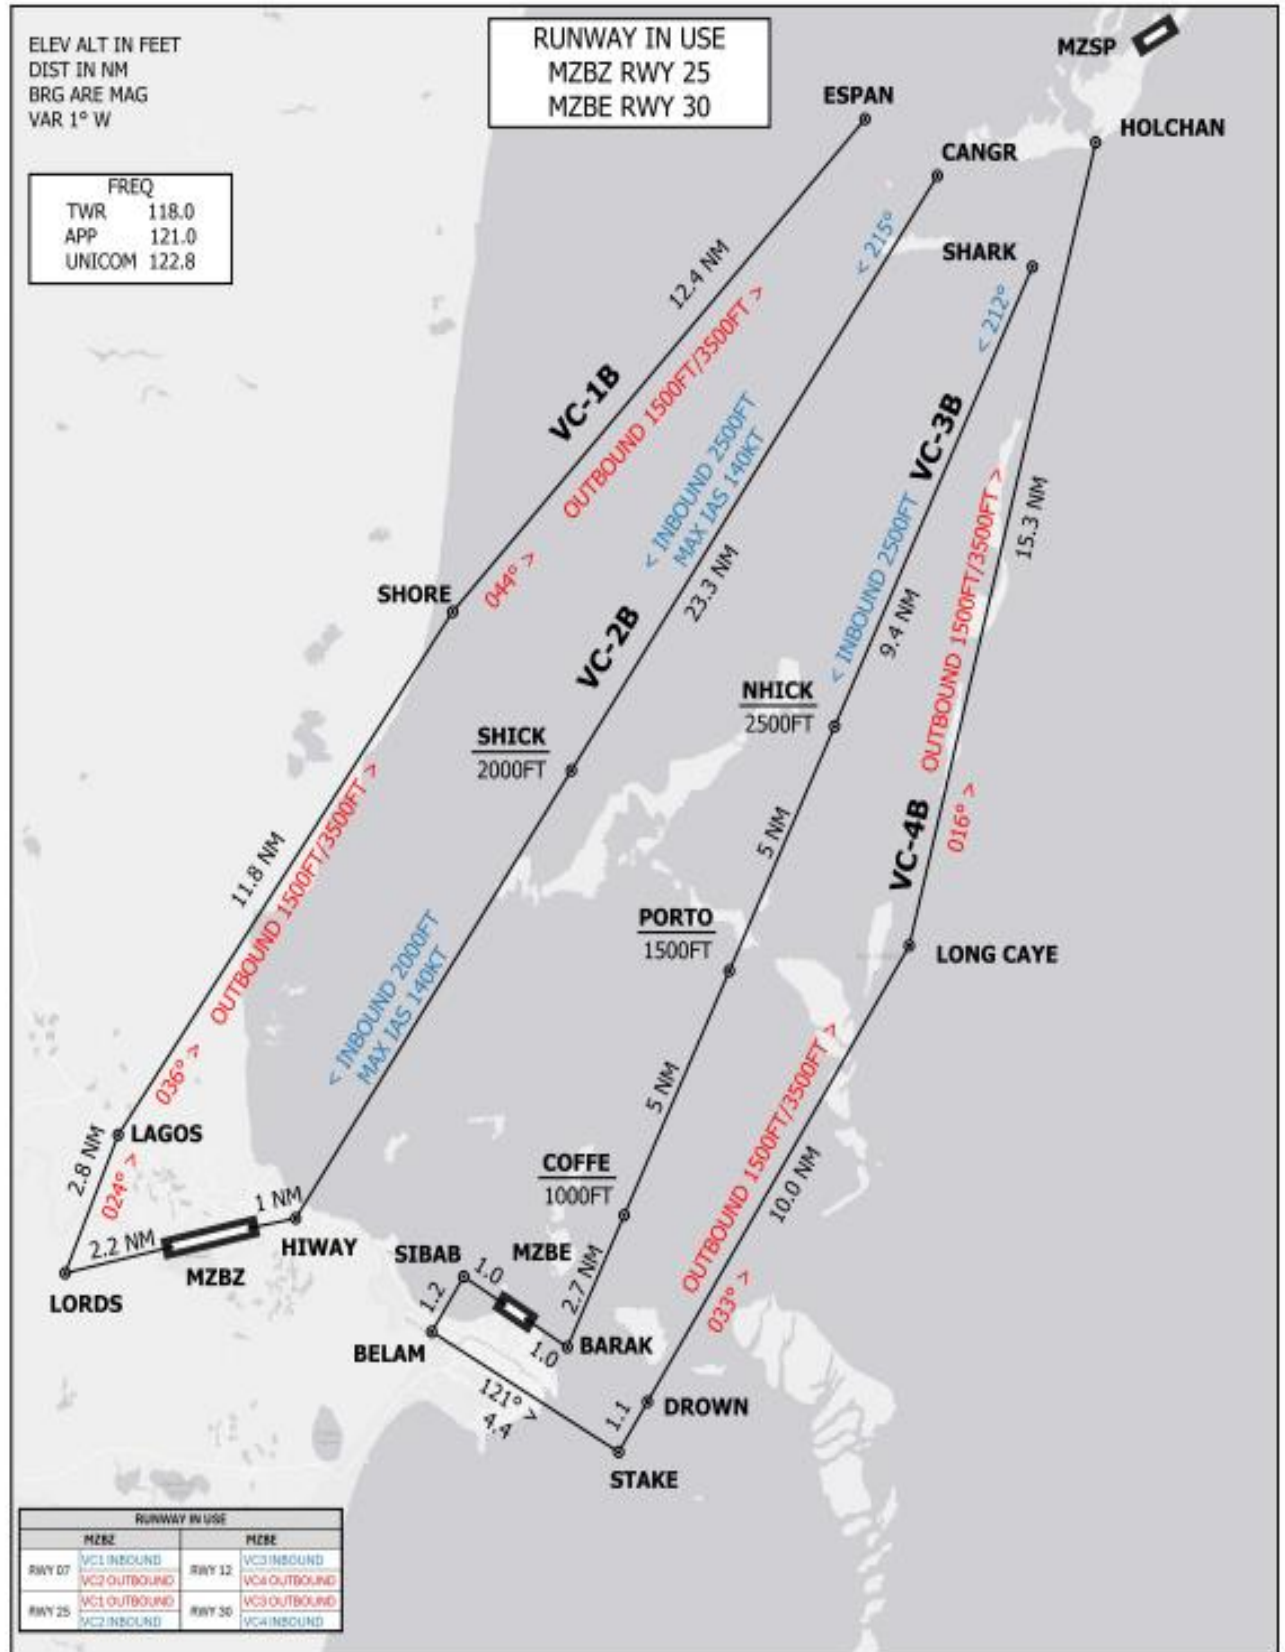 ELEV ALT IN FEET
DIST IN NM
BRG ARE MAG
VAR 1° W
RUNWAY IN USE
MZBZ RWY 25
MZBE RWY 30
FREQ
TWR 118.0
APP 121.0
UNICOM 122.8
MZSP
ESPAN
HOLCHAN
CANGR
SHARK
< 215°
< 212°
12.4 NM
VC-1B
OUTBOUND 1500FT/3500FT >
044° >
SHORE
< INBOUND 2500FT
MAX IAS 140KT
23.3 NM
VC-2B
VC-3B
< INBOUND 2500FT
9.4 NM
15.3 NM
OUTBOUND 1500FT/3500FT >
VC-4B
016° >
NHICK
2500FT
SHICK
2000FT
11.8 NM
OUTBOUND 1500FT/3500FT >
036° >
5 NM
PORTO
1500FT
LONG CAYE
< INBOUND 2000FT
MAX IAS 140KT
5 NM
LAGOS
2.8 NM
024° >
COFFE
1000FT
OUTBOUND 1500FT/3500FT >
10.0 NM
033° >
1 NM
2.2 NM
HIWAY
MZBZ
LORDS
SIBAB
1.0
MZBE
2.7 NM
1.2
BELAM
1.0
BARAK
121° >
4.4
1.1
DROWN
STAKE
RUNWAY IN USE
MZBZ MZBE
RWY 07 VC1 INBOUND RWY 12 VC3 INBOUND
VC2 OUTBOUND VC4 OUTBOUND
RWY 25 VC1 OUTBOUND RWY 30 VC3 OUTBOUND
VC2 INBOUND VC4 INBOUND